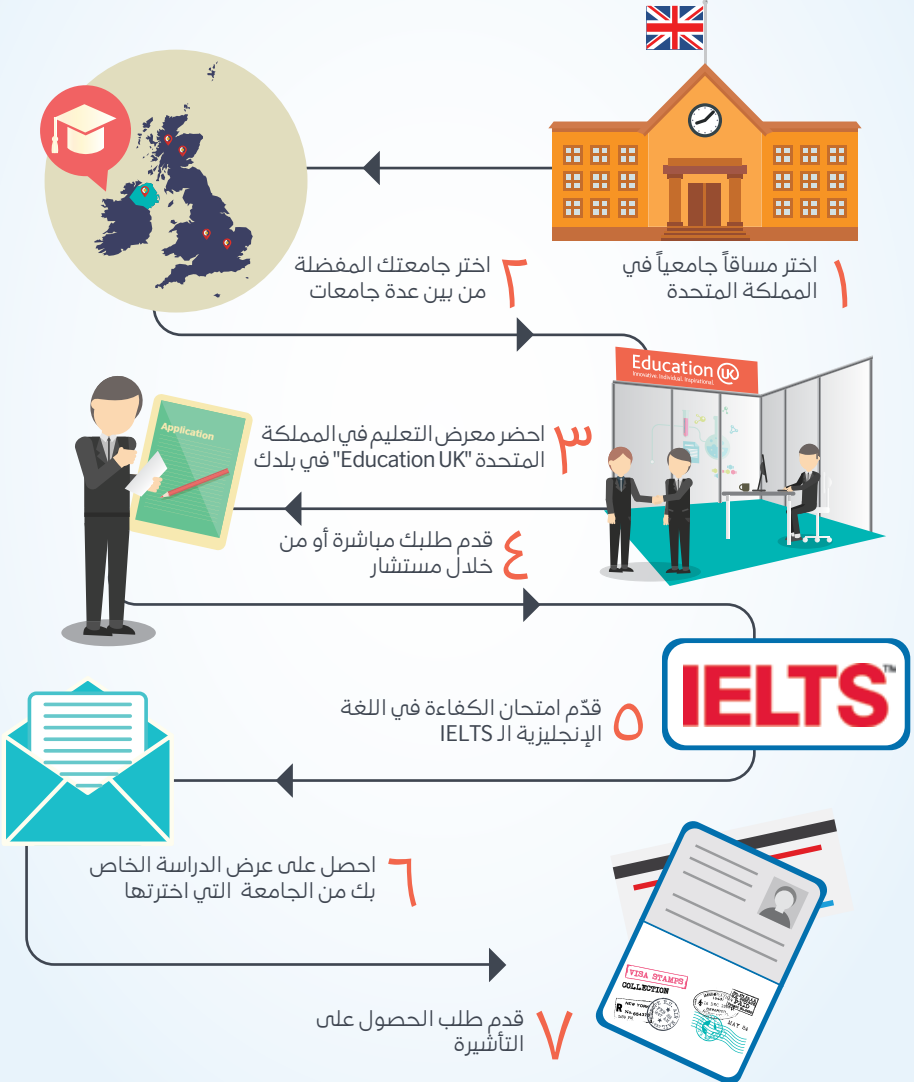 ١
اختر مساقاً جامعياً في
المملكة المتحدة
٢
اختر جامعتك المفضلة
من بين عدة جامعات
Education UK
Innovative. Individual. Inspirational.
٣
احضر معرض التعليم في المملكة
المتحدة "Education UK" في بلدك
Application
٤
قدم طلبك مباشرة أو من
خلال مستشار
IELTS™
٥
قدّم امتحان الكفاءة في اللغة
الإنجليزية الـ IELTS
٦
احصل على عرض الدراسة الخاص
بك من الجامعة التي اخترتها
٧
قدم طلب الحصول على
التأشيرة
VISA STAMPS
COLLECTION
NEW YORK
R
MAY 64